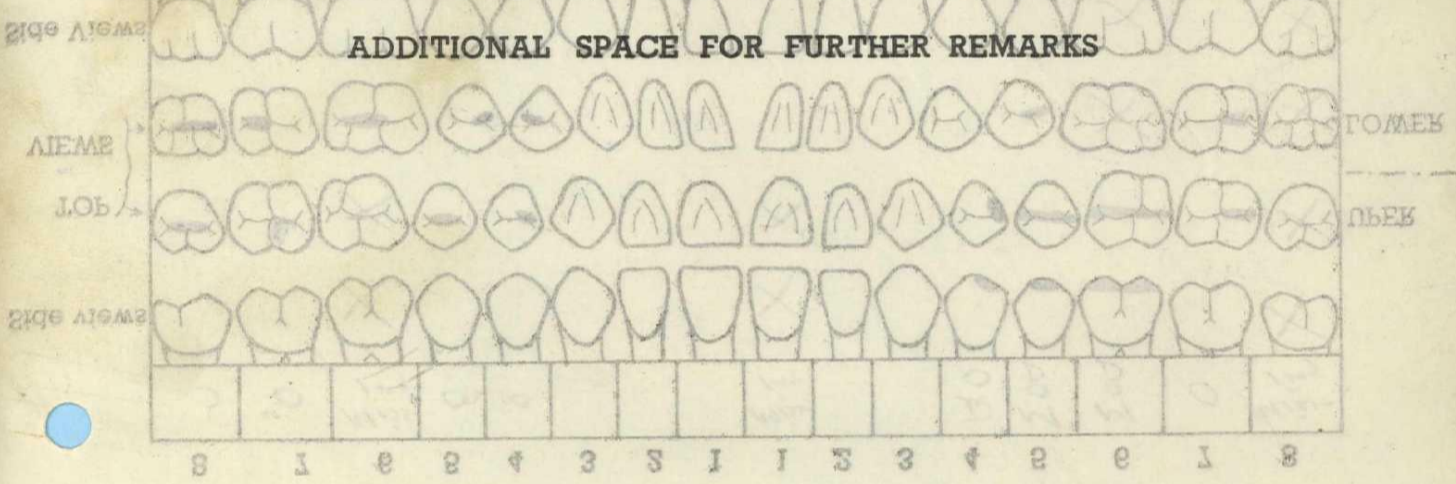 Side Views
ADDITIONAL SPACE FOR FURTHER REMARKS
VIEWS
LOWER
TOP
UPER
Side views
8 7 6 5 4 3 2 1 1 2 3 4 5 6 7 8